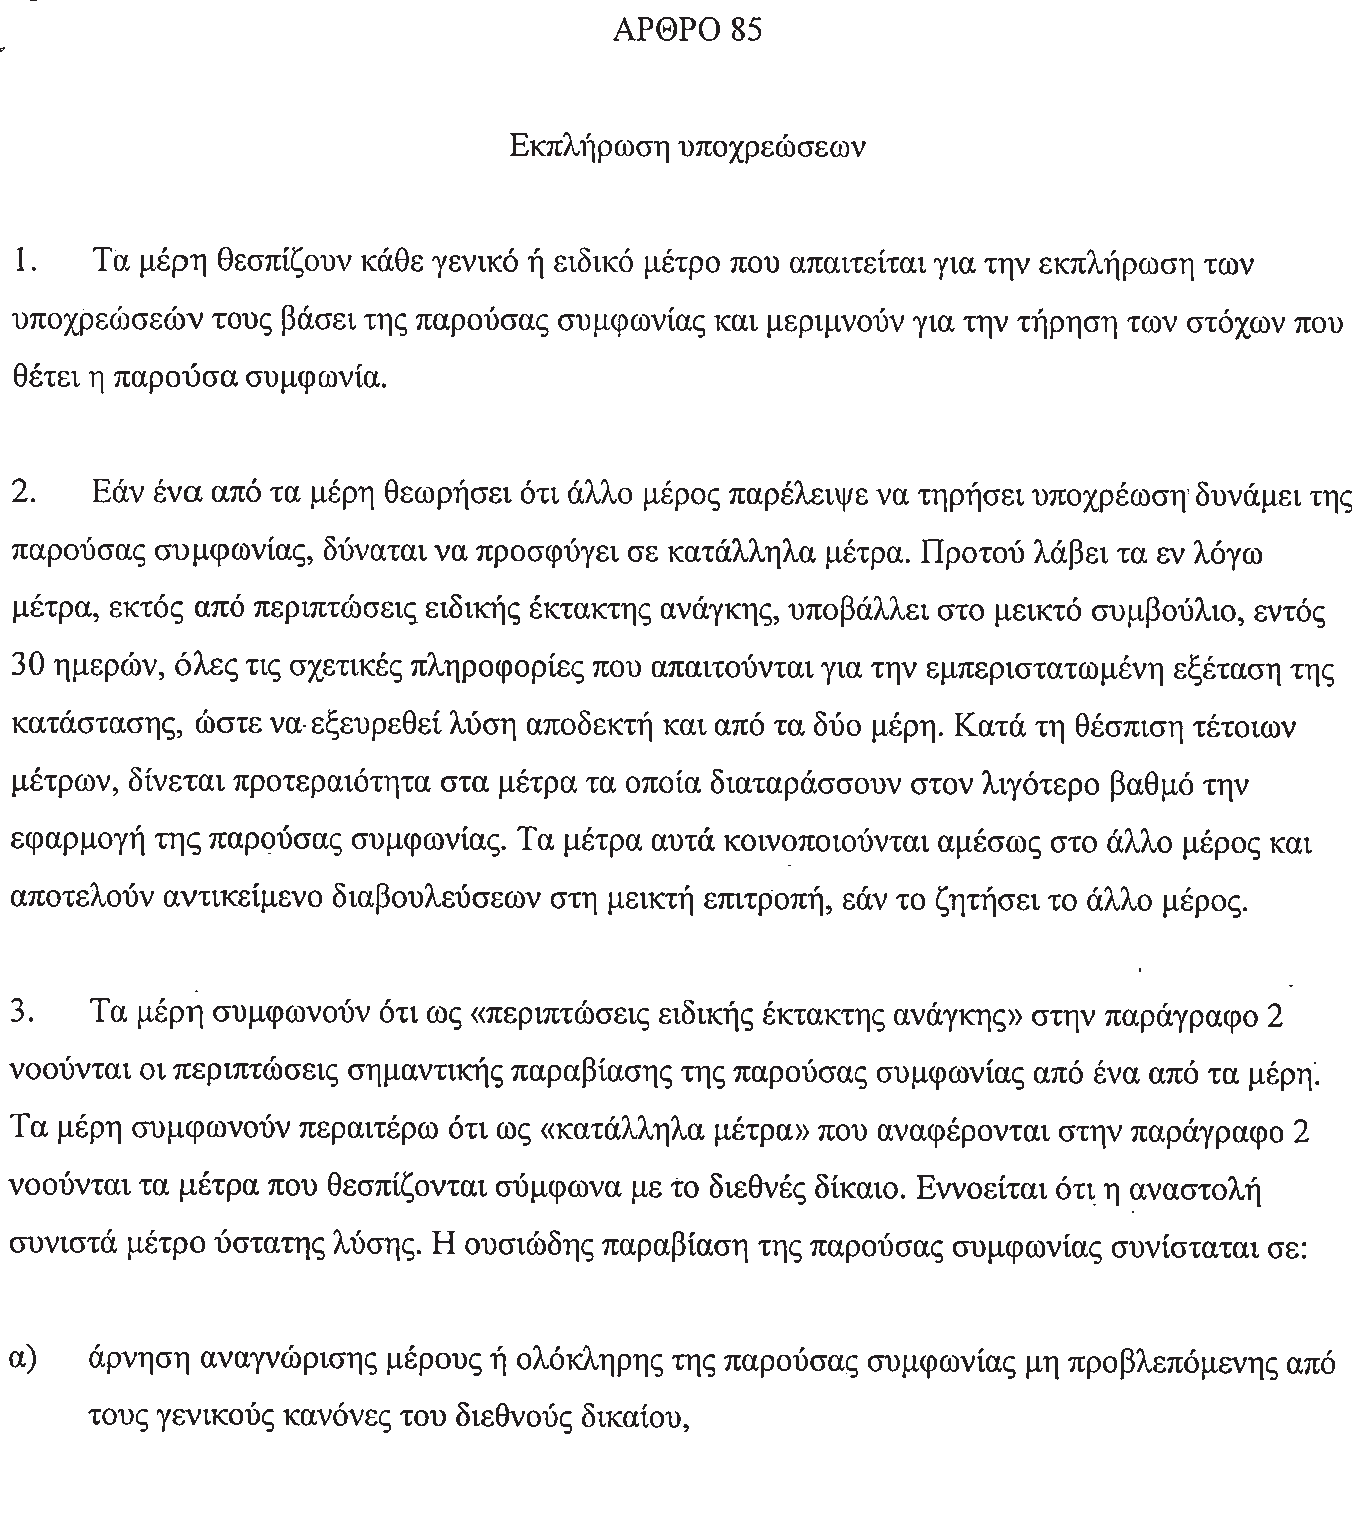 ΑΡΘΡΟ 85
Εκπλήρωση υποχρεώσεων
1. Τα μέρη θεσπίζουν κάθε γενικό ή ειδικό μέτρο που απαιτείται για την εκπλήρωση των
υποχρεώσεών τους βάσει της παρούσας συμφωνίας και μεριμνούν για την τήρηση των στόχων που
θέτει η παρούσα συμφωνία.
2. Εάν ένα από τα μέρη θεωρήσει ότι άλλο μέρος παρέλειψε να τηρήσει υποχρέωση δυνάμει της
παρούσας συμφωνίας, δύναται να προσφύγει σε κατάλληλα μέτρα. Προτού λάβει τα εν λόγω
μέτρα, εκτός από περιπτώσεις ειδικής έκτακτης ανάγκης, υποβάλλει στο μεικτό συμβούλιο, εντός
30 ημερών, όλες τις σχετικές πληροφορίες που απαιτούνται για την εμπεριστατωμένη εξέταση της
κατάστασης, ώστε να εξευρεθεί λύση αποδεκτή και από τα δύο μέρη. Κατά τη θέσπιση τέτοιων
μέτρων, δίνεται προτεραιότητα στα μέτρα τα οποία διαταράσσουν στον λιγότερο βαθμό την
εφαρμογή της παρούσας συμφωνίας. Τα μέτρα αυτά κοινοποιούνται αμέσως στο άλλο μέρος και
αποτελούν αντικείμενο διαβουλεύσεων στη μεικτή επιτροπή, εάν το ζητήσει το άλλο μέρος.
3. Τα μέρη συμφωνούν ότι ως «περιπτώσεις ειδικής έκτακτης ανάγκης» στην παράγραφο 2
νοούνται οι περιπτώσεις σημαντικής παραβίασης της παρούσας συμφωνίας από ένα από τα μέρη.
Τα μέρη συμφωνούν περαιτέρω ότι ως «κατάλληλα μέτρα» που αναφέρονται στην παράγραφο 2
νοούνται τα μέτρα που θεσπίζονται σύμφωνα με το διεθνές δίκαιο. Εννοείται ότι η αναστολή
συνιστά μέτρο ύστατης λύσης. Η ουσιώδης παραβίαση της παρούσας συμφωνίας συνίσταται σε:
α) άρνηση αναγνώρισης μέρους ή ολόκληρης της παρούσας συμφωνίας μη προβλεπόμενης από
τους γενικούς κανόνες του διεθνούς δικαίου,